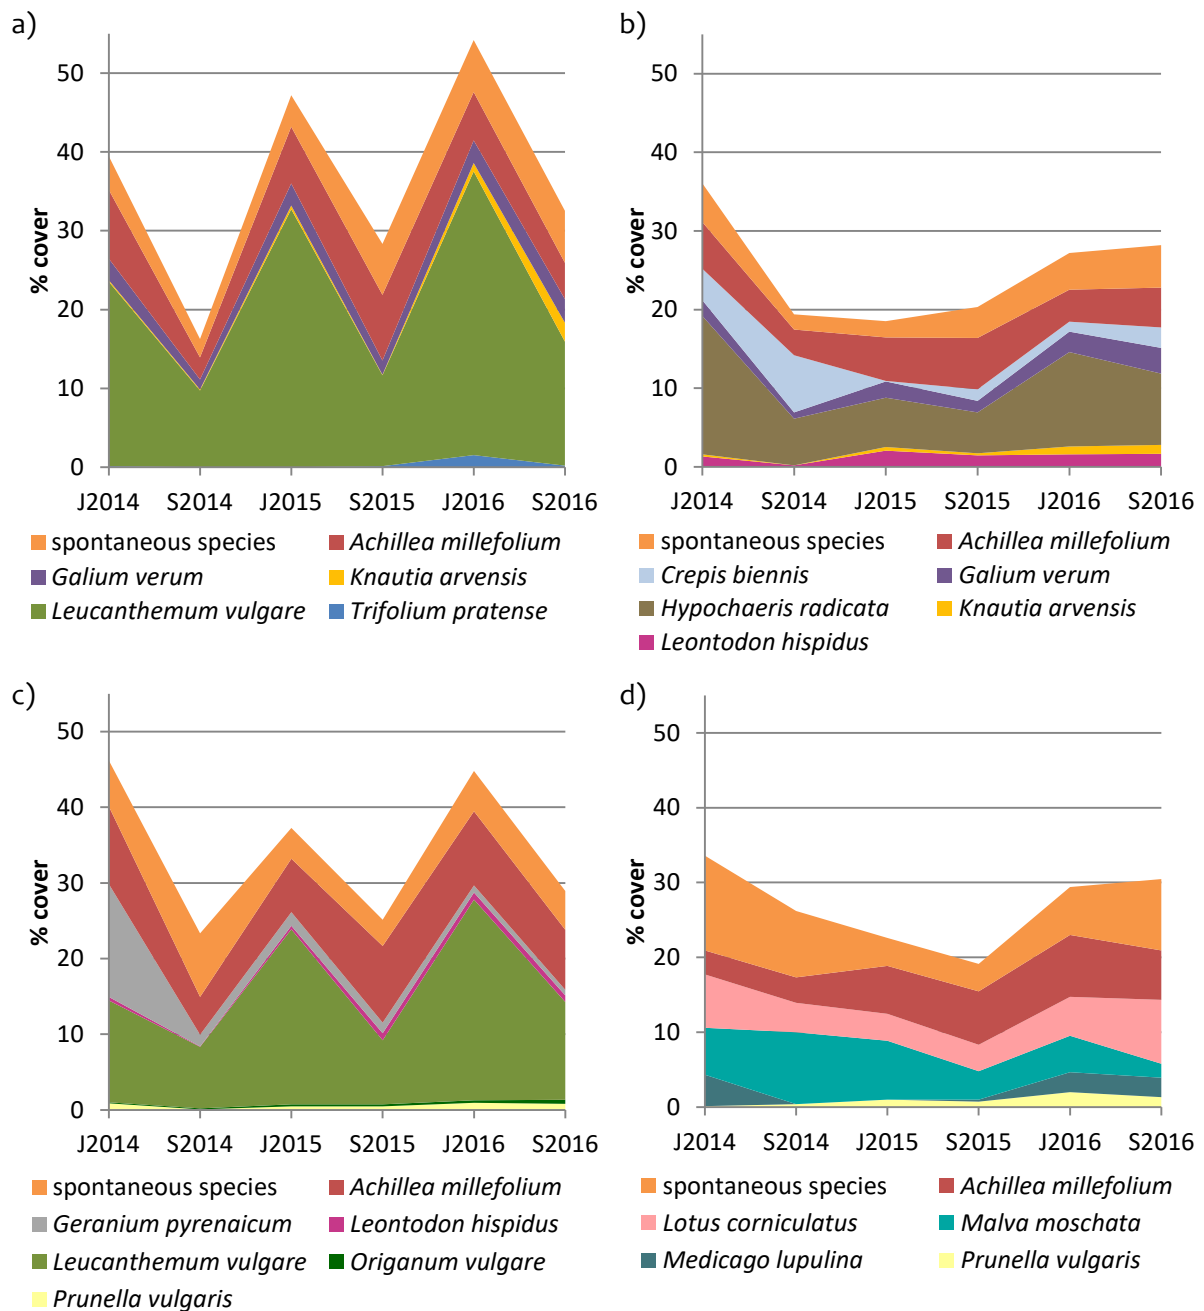 a)
% cover
50
40
30
20
10
0
J2014 S2014 J2015 S2015 J2016 S2016
spontaneous species Achillea millefolium
Galium verum Knautia arvensis
Leucanthemum vulgare Trifolium pratense
b)
% cover
50
40
30
20
10
0
J2014 S2014 J2015 S2015 J2016 S2016
spontaneous species Achillea millefolium
Crepis biennis Galium verum
Hypochaeris radicata Knautia arvensis
Leontodon hispidus
c)
% cover
50
40
30
20
10
0
J2014 S2014 J2015 S2015 J2016 S2016
spontaneous species Achillea millefolium
Geranium pyrenaicum Leontodon hispidus
Leucanthemum vulgare Origanum vulgare
Prunella vulgaris
d)
% cover
50
40
30
20
10
0
J2014 S2014 J2015 S2015 J2016 S2016
spontaneous species Achillea millefolium
Lotus corniculatus Malva moschata
Medicago lupulina Prunella vulgaris